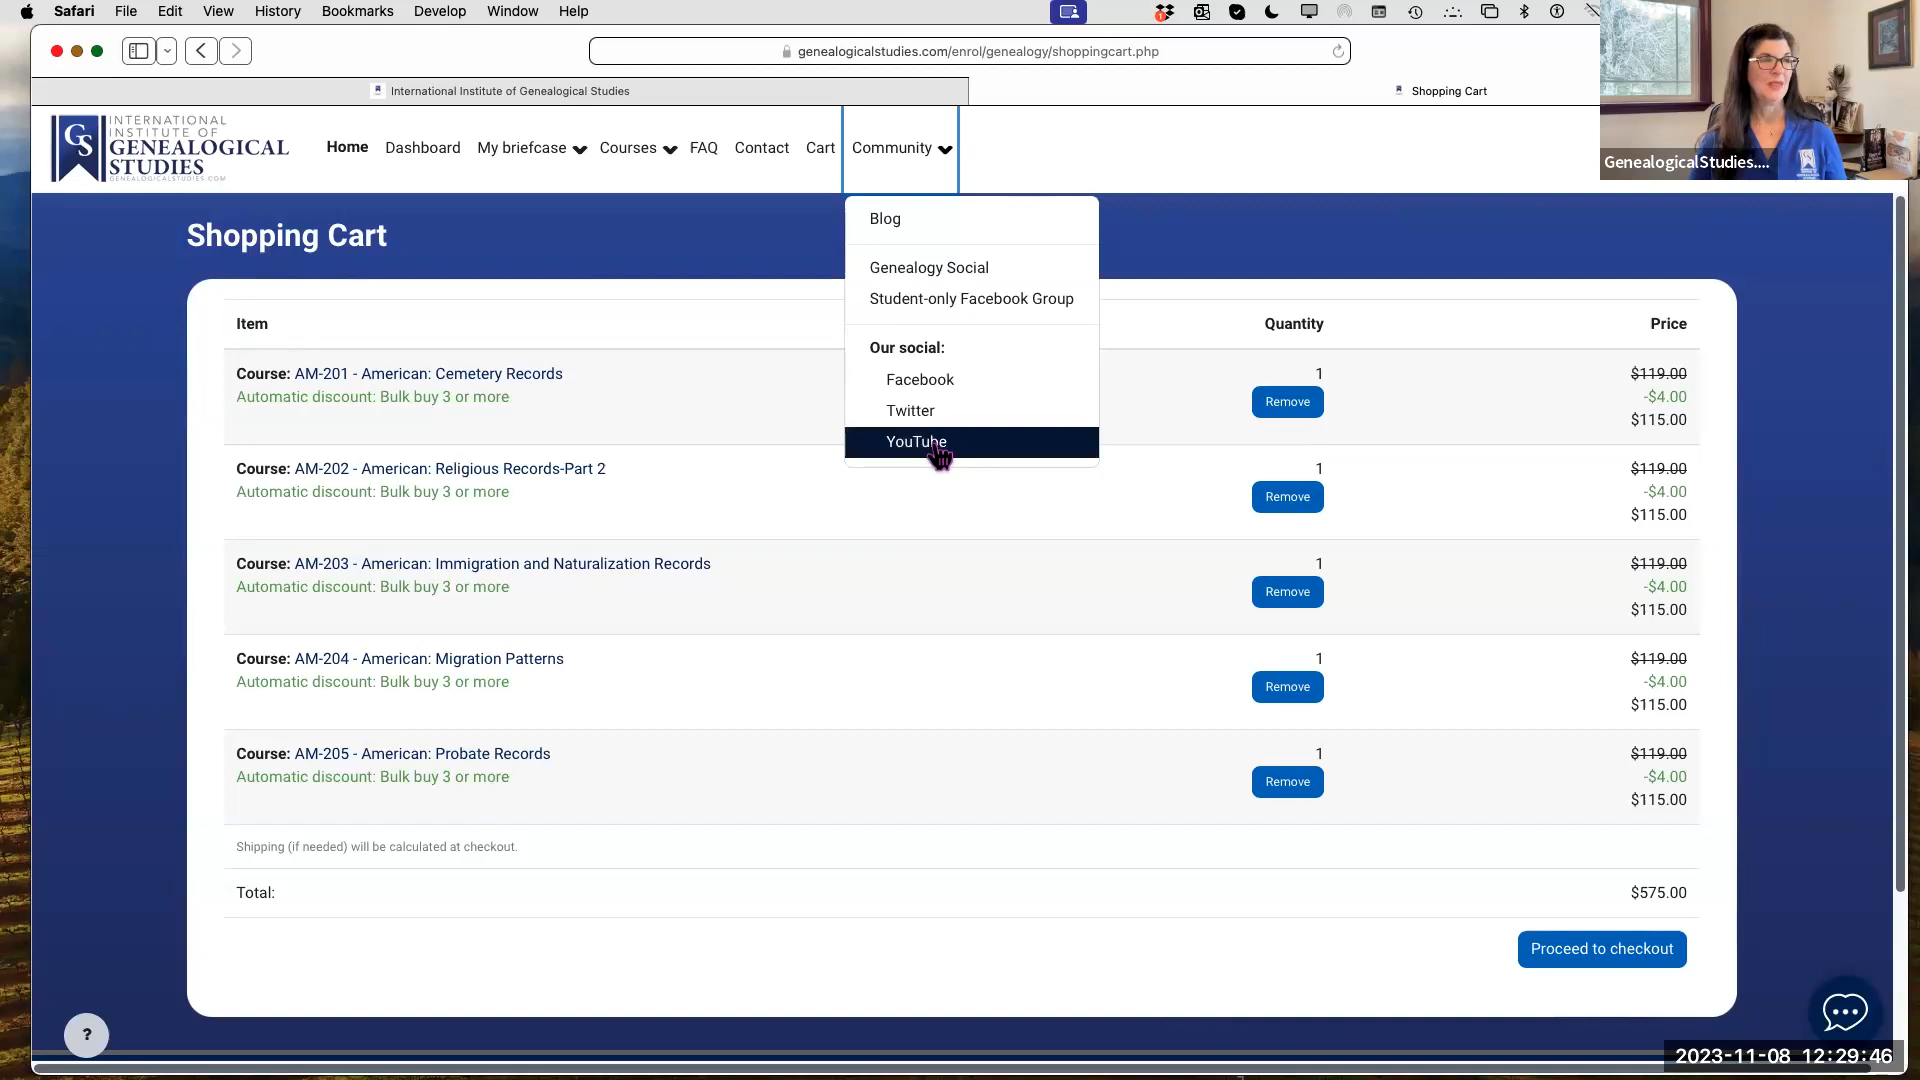 Safari File Edit View History Bookmarks Develop Window Help
genealogicalstudies.com/enrol/genealogy/shoppingcart.php
International Institute of Genealogical Studies
Shopping Cart
GS
INTERNATIONAL
INSTITUTE OF
GENEALOGICAL
STUDIES
GENEALOGICALSTUDIES.COM
Home Dashboard My briefcase Courses FAQ Contact Cart Community
GenealogicalStudies....
Shopping Cart
Blog
Genealogy Social
Student-only Facebook Group
Our social:
Facebook
Twitter
YouTube
Item Quantity Price
Course: AM-201 - American: Cemetery Records 1 $119.00
Automatic discount: Bulk buy 3 or more Remove -$4.00
$115.00
Course: AM-202 - American: Religious Records-Part 2 1 $119.00
Automatic discount: Bulk buy 3 or more Remove -$4.00
$115.00
Course: AM-203 - American: Immigration and Naturalization Records 1 $119.00
Automatic discount: Bulk buy 3 or more Remove -$4.00
$115.00
Course: AM-204 - American: Migration Patterns 1 $119.00
Automatic discount: Bulk buy 3 or more Remove -$4.00
$115.00
Course: AM-205 - American: Probate Records 1 $119.00
Automatic discount: Bulk buy 3 or more Remove -$4.00
$115.00
Shipping (if needed) will be calculated at checkout.
Total: $575.00
Proceed to checkout
?
2023-11-08 12:29:46